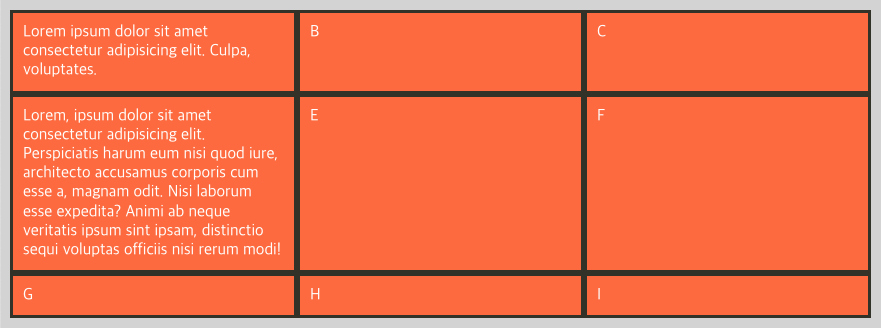 Lorem ipsum dolor sit amet
consectetur adipisicing elit. Culpa,
voluptates.
B
C
Lorem, ipsum dolor sit amet
consectetur adipisicing elit.
Perspiciatis harum eum nisi quod iure,
architecto accusamus corporis cum
esse a, magnam odit. Nisi laborum
esse expedita? Animi ab neque
veritatis ipsum sint ipsam, distinctio
sequi voluptas officiis nisi rerum modi!
E
F
G
H
I